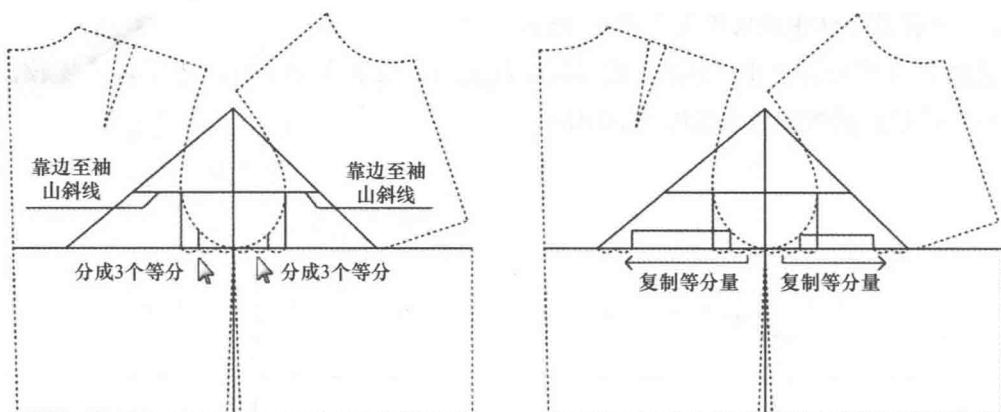 靠边至袖
山斜线
靠边至袖
山斜线
分成3个等分
分成3个等分
复制等分量
复制等分量